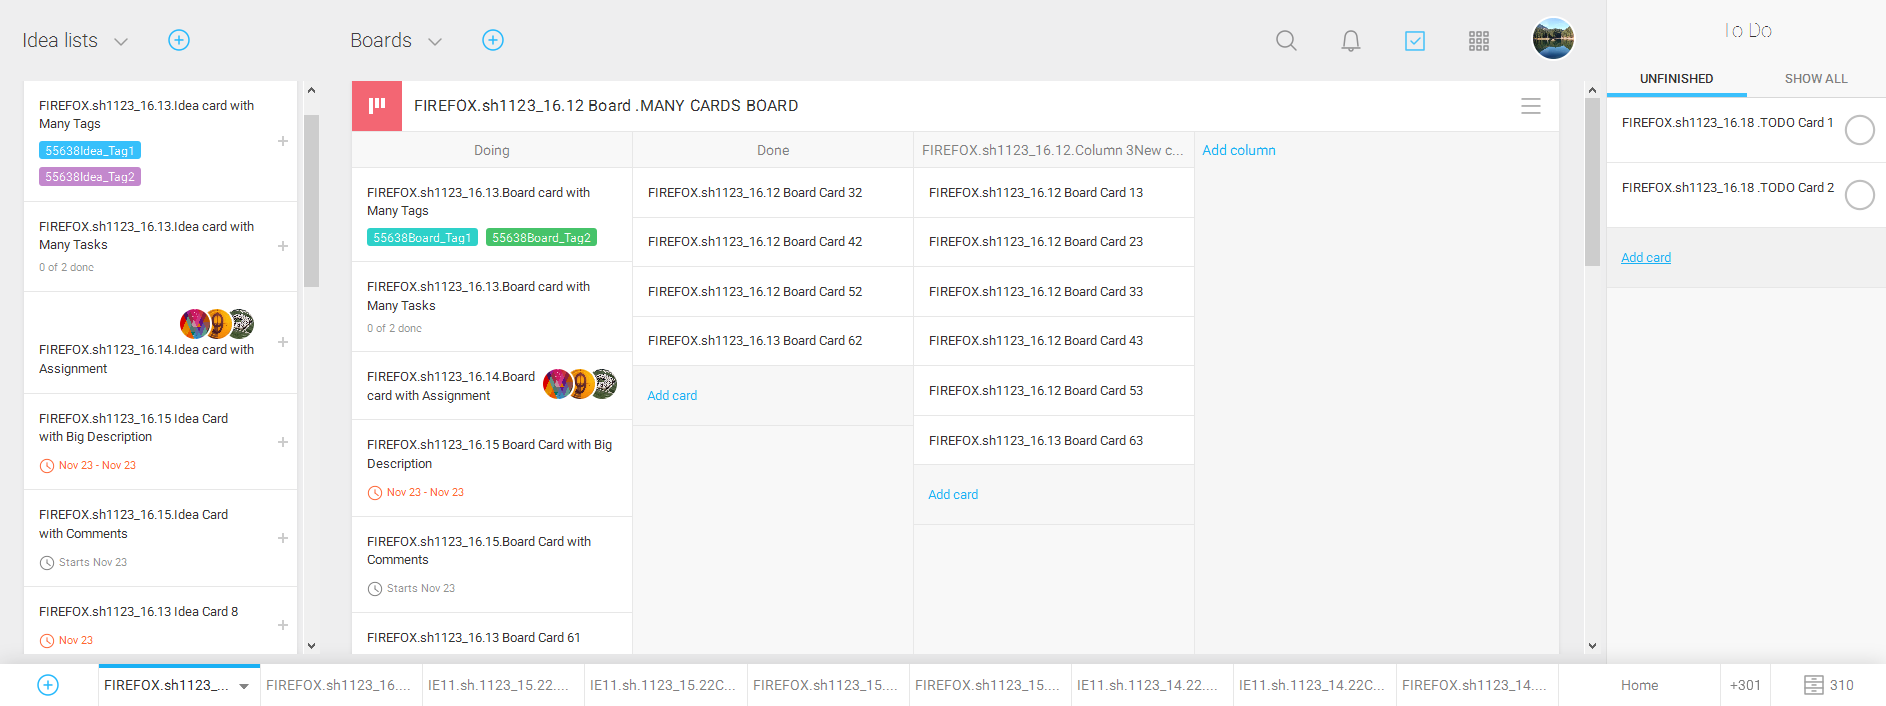 Idea lists
Boards
To Do
UNFINISHED
SHOW ALL
FIREFOX.sh1123_16.13.Idea card with
Many Tags
55638Idea_Tag1
55638Idea_Tag2
FIREFOX.sh1123_16.13.Idea card with
Many Tasks
0 of 2 done
FIREFOX.sh1123_16.14.Idea card with
Assignment
FIREFOX.sh1123_16.15 Idea Card
with Big Description
Nov 23 - Nov 23
FIREFOX.sh1123_16.15.Idea Card
with Comments
Starts Nov 23
FIREFOX.sh1123_16.13 Idea Card 8
Nov 23
FIREFOX.sh1123_16.12 Board .MANY CARDS BOARD
Doing
FIREFOX.sh1123_16.13.Board card with
Many Tags
55638Board_Tag1 55638Board_Tag2
FIREFOX.sh1123_16.13.Board card with
Many Tasks
0 of 2 done
FIREFOX.sh1123_16.14.Board
card with Assignment
FIREFOX.sh1123_16.15 Board Card with Big
Description
Nov 23 - Nov 23
FIREFOX.sh1123_16.15.Board Card with
Comments
Starts Nov 23
FIREFOX.sh1123_16.13 Board Card 61
Done
FIREFOX.sh1123_16.12 Board Card 32
FIREFOX.sh1123_16.12 Board Card 42
FIREFOX.sh1123_16.12 Board Card 52
FIREFOX.sh1123_16.13 Board Card 62
Add card
FIREFOX.sh1123_16.12.Column 3New c...
FIREFOX.sh1123_16.12 Board Card 13
FIREFOX.sh1123_16.12 Board Card 23
FIREFOX.sh1123_16.12 Board Card 33
FIREFOX.sh1123_16.12 Board Card 43
FIREFOX.sh1123_16.12 Board Card 53
FIREFOX.sh1123_16.13 Board Card 63
Add card
Add column
FIREFOX.sh1123_16.18 .TODO Card 1
FIREFOX.sh1123_16.18 .TODO Card 2
Add card
FIREFOX.sh1123_...
FIREFOX.sh1123_16....
IE11.sh.1123_15.22....
IE11.sh.1123_15.22C...
FIREFOX.sh1123_15....
FIREFOX.sh1123_15....
IE11.sh.1123_14.22....
IE11.sh.1123_14.22C...
FIREFOX.sh1123_14....
Home
+301
310